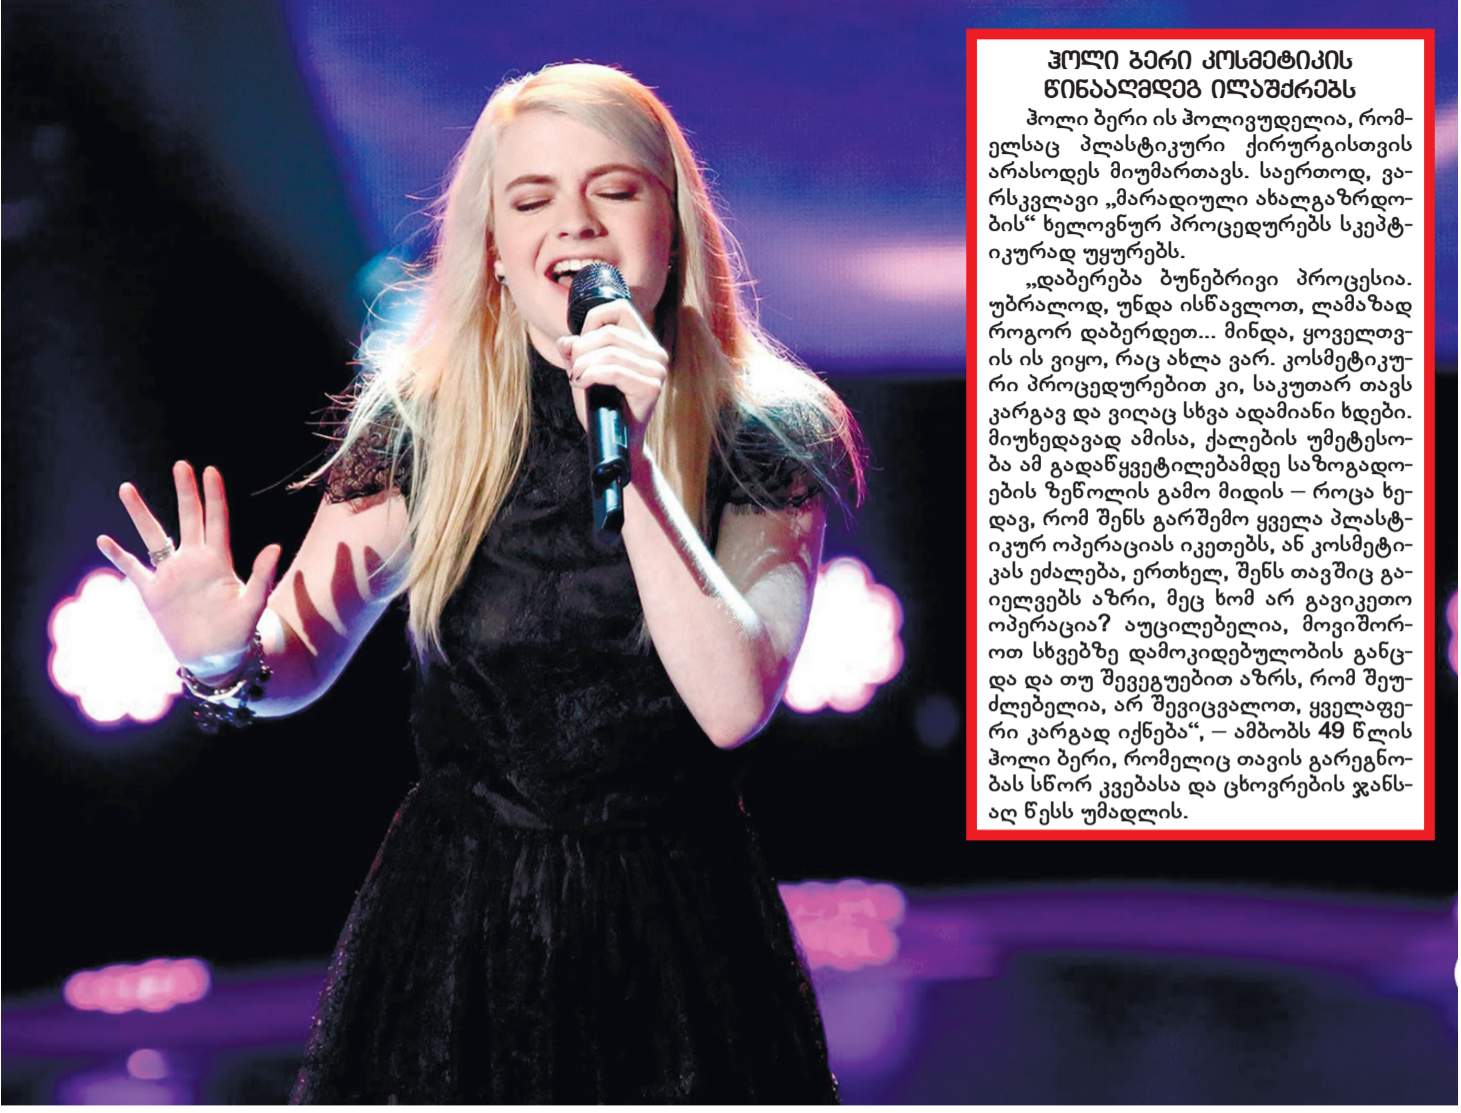 ჰოლი ბერი კოსმეტიკის
წინააღმდეგ ილაშქრებს
ჰოლი ბერი ის ჰოლივუდელია, რომ-
ელსაც პლასტიკური ქირურგისთვის
არასოდეს მიუმართავს. საერთოდ, ვა-
რსკვლავი „მარადიული ახალგაზრდო-
ბის“ ხელოვნურ პროცედურებს სკეპტ-
იკურად უყურებს.
„დაბერება ბუნებრივი პროცესია.
უბრალოდ, უნდა ისწავლოთ, ლამაზად
როგორ დაბერდეთ... მინდა, ყოველთვ-
ის ის ვიყო, რაც ახლა ვარ. კოსმეტიკუ-
რი პროცედურებით კი, საკუთარ თავს
კარგავ და ვიღაც სხვა ადამიანი ხდები.
მიუხედავად ამისა, ქალების უმეტესო-
ბა ამ გადაწყვეტილებამდე საზოგადო-
ების ზეწოლის გამო მიდის – როცა ხე-
დავ, რომ შენს გარშემო ყველა პლასტ-
იკურ ოპერაციას იკეთებს, ან კოსმეტი-
კას ეძალება, ერთხელ, შენს თავშიც გა-
იელვებს აზრი, მეც ხომ არ გავიკეთო
ოპერაცია? აუცილებელია, მოვიშორ-
ოთ სხვებზე დამოკიდებულობის განც-
და და თუ შევეგუებით აზრს, რომ შეუ-
ძლებელია, არ შევიცვალოთ, ყველაფე-
რი კარგად იქნება“, – ამბობს 49 წლის
ჰოლი ბერი, რომელიც თავის გარეგნო-
ბას სწორ კვებასა და ცხოვრების ჯანს-
აღ წესს უმადლის.